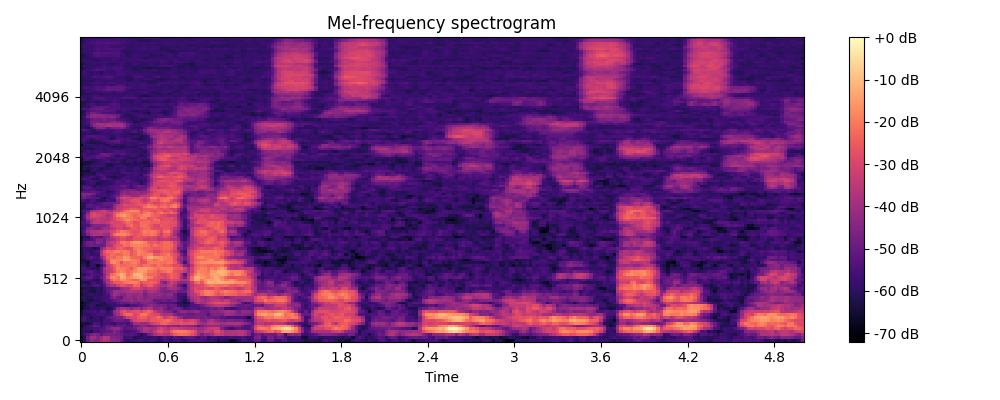 Mel-frequency spectrogram
+0 dB
-10 dB
-20 dB
-30 dB
-40 dB
-50 dB
-60 dB
-70 dB
Hz
4096
2048
1024
512
0
0 0.6 1.2 1.8 2.4 3 3.6 4.2 4.8
Time